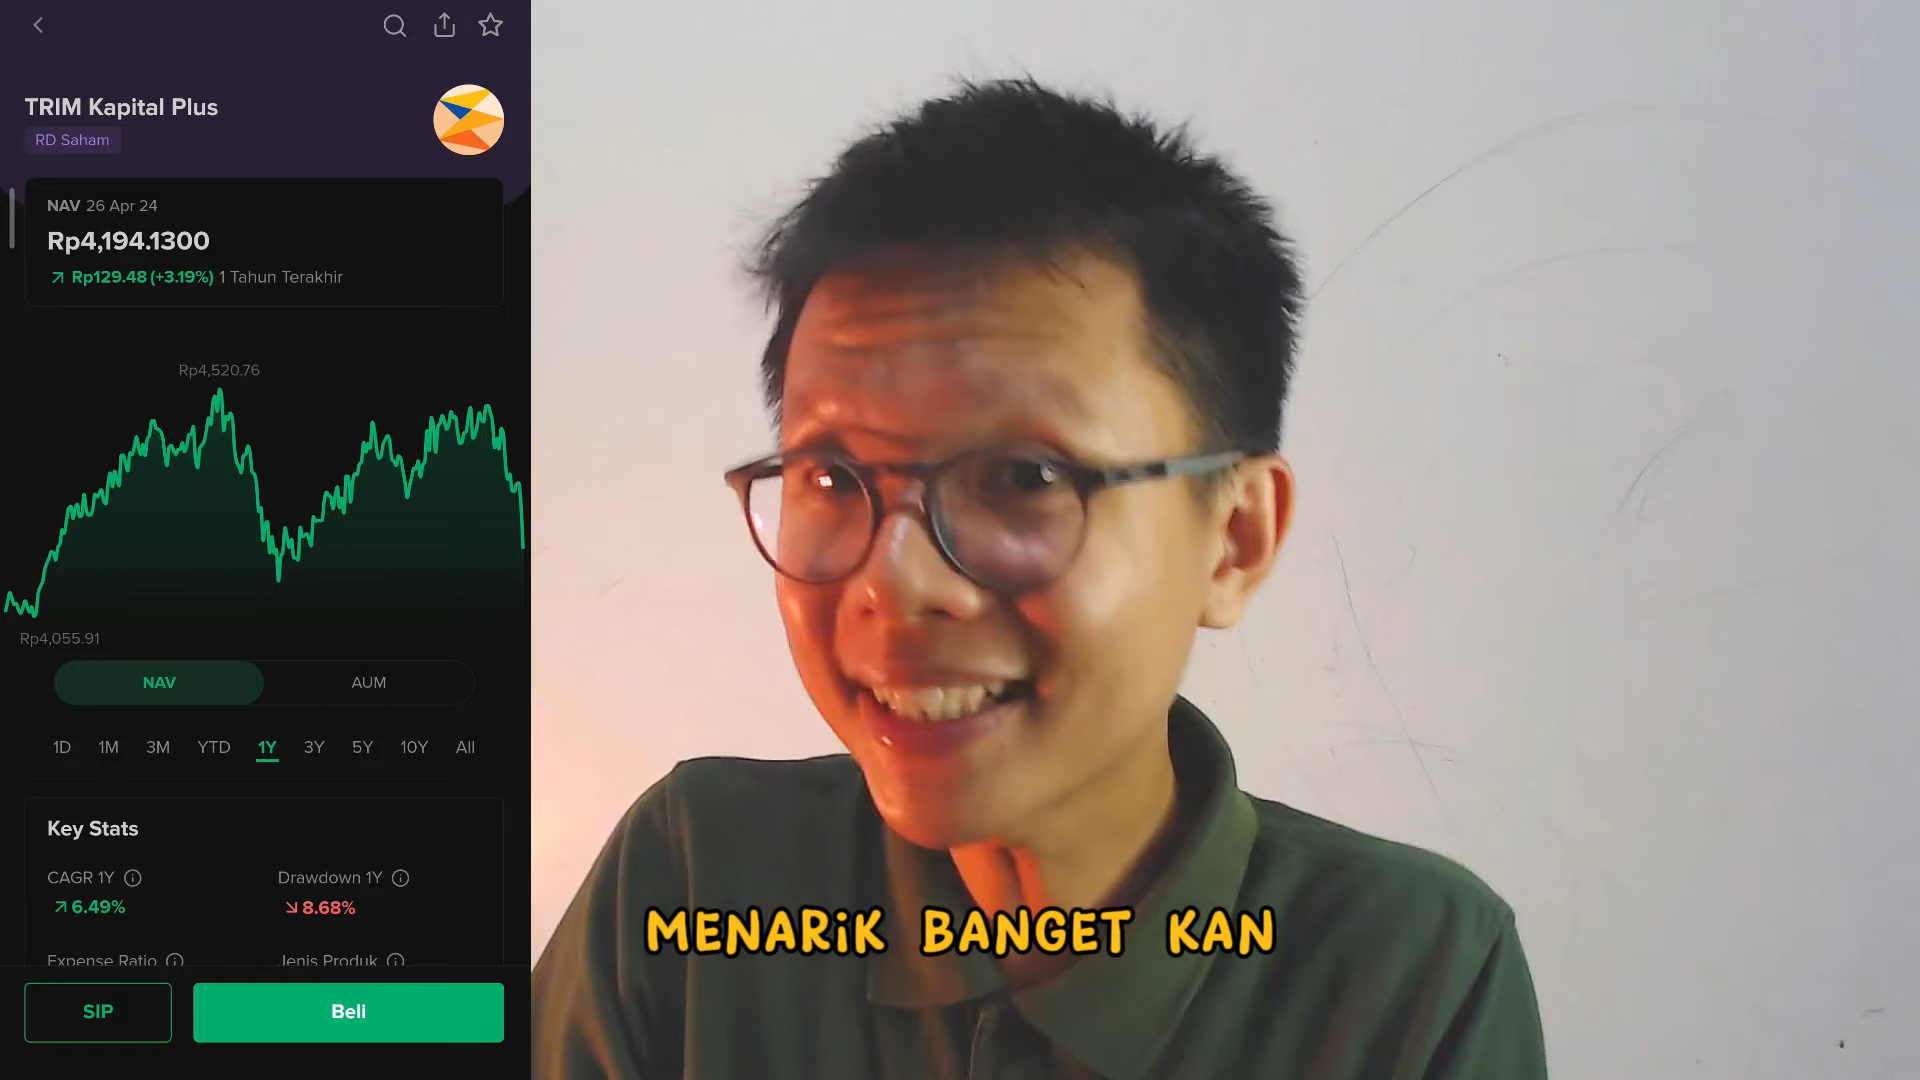 TRIM Kapital Plus
RD Saham
NAV 26 Apr 24
Rp4,194.1300
Rp129.48 (+3.19%) 1 Tahun Terakhir
Rp4,520.76
Rp4,055.91
NAV AUM
1D 1M 3M YTD 1Y 3Y 5Y 10Y All
Key Stats
CAGR 1Y Drawdown 1Y
6.49% 8.68%
Expense Ratio Jenis Produk
SIP Beli
MENARiK BANGET KAN